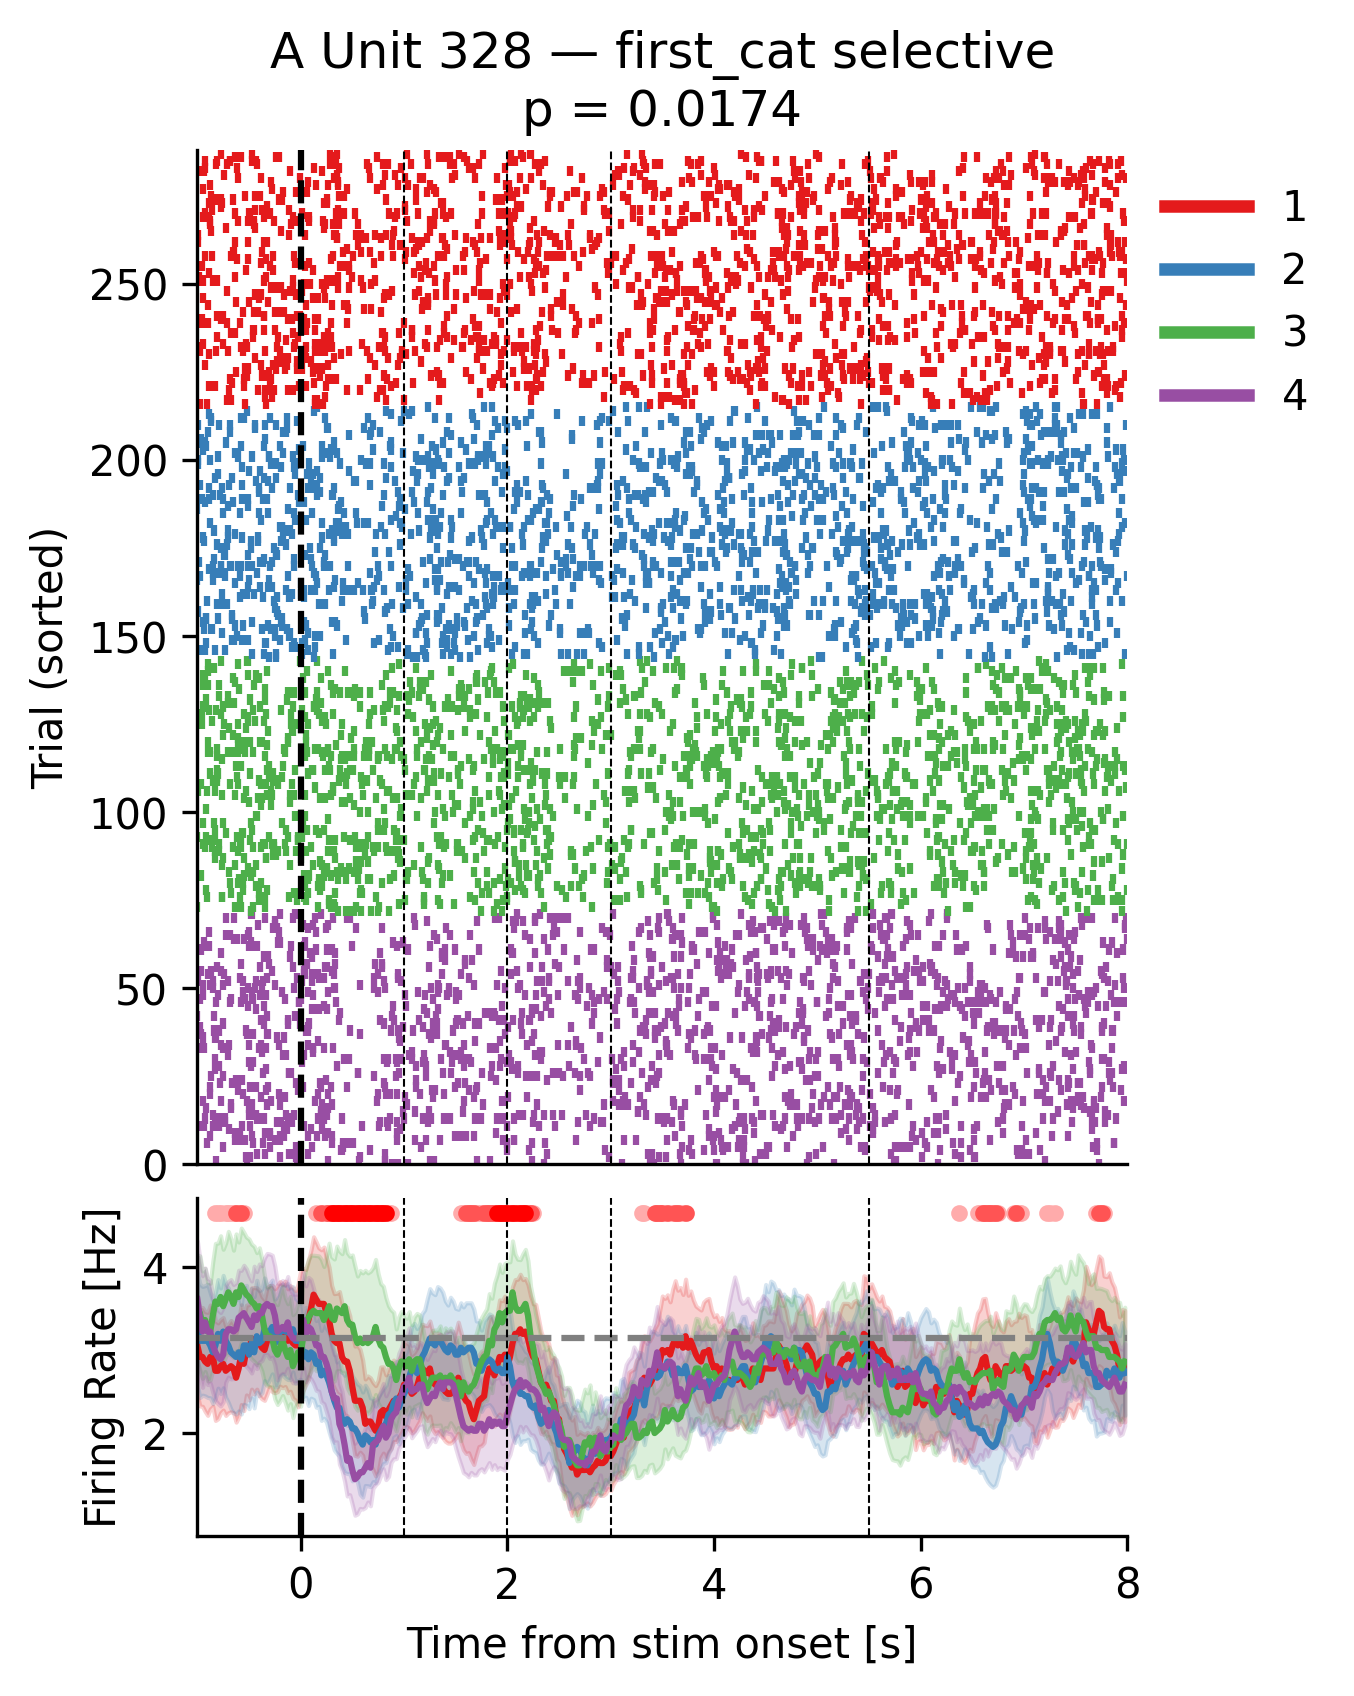 A Unit 328 — first_cat selective
p = 0.0174
1
2
3
4
250
200
150
100
50
0
Trial (sorted)
4
2
Firing Rate [Hz]
0 2 4 6 8
Time from stim onset [s]